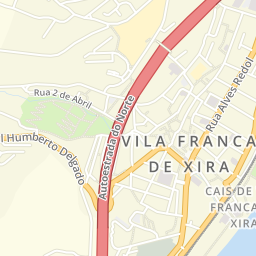 Rua 2 de Abril
Autoestrada do Norte
Rua Alves Redol
VILA FRANCA
DE XIRA
l Humberto Delgado
CAIS DE
FRANCA
XIRA